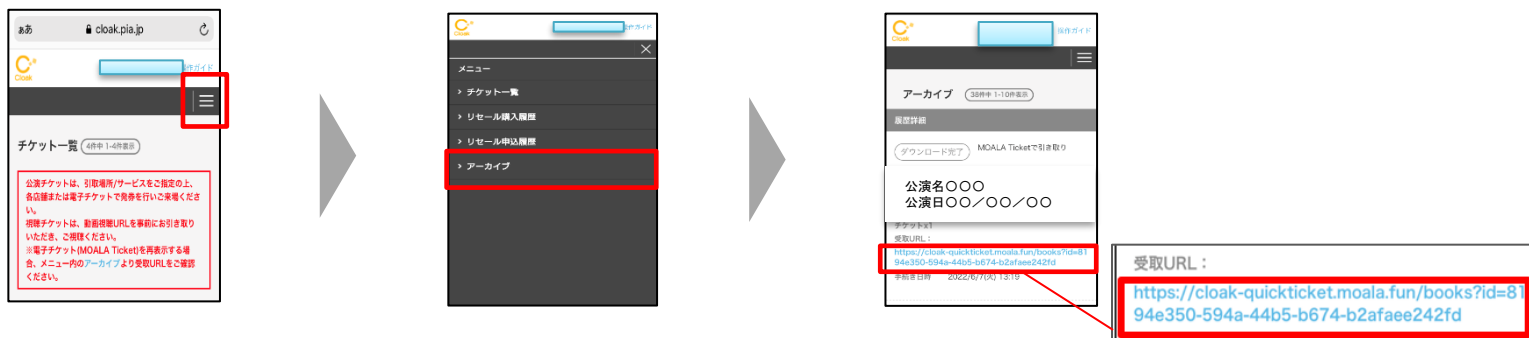 ぁあ
cloak.pia.jp
Cloak
操作ガイド
チケット一覧
4件中 1-4件表示
公演チケットは、引取場所/サービスをご指定の上、
各店舗または電子チケットで発券を行いご来場くださ
い。
視聴チケットは、動画視聴URLを事前にお引き取り
いただき、ご視聴ください。
※電子チケット(MOALA Ticket)を再表示する場
合、メニュー内のアーカイブより受取URLをご確認
ください。
Cloak
操作ガイド
メニュー
> チケット一覧
> リセール購入履歴
> リセール申込履歴
> アーカイブ
Cloak
操作ガイド
アーカイブ
38件中 1-10件表示
履歴詳細
ダウンロード完了
MOALA Ticketで引き取り
公演名〇〇〇
公演日〇〇/〇〇/〇〇
チケットx1
受取URL：
https://cloak-quickticket.moala.fun/books?id=81
94e350-594a-44b5-b674-b2afaee242fd
手続き日時 2022/6/7(火) 13:19
受取URL：
https://cloak-quickticket.moala.fun/books?id=81
94e350-594a-44b5-b674-b2afaee242fd